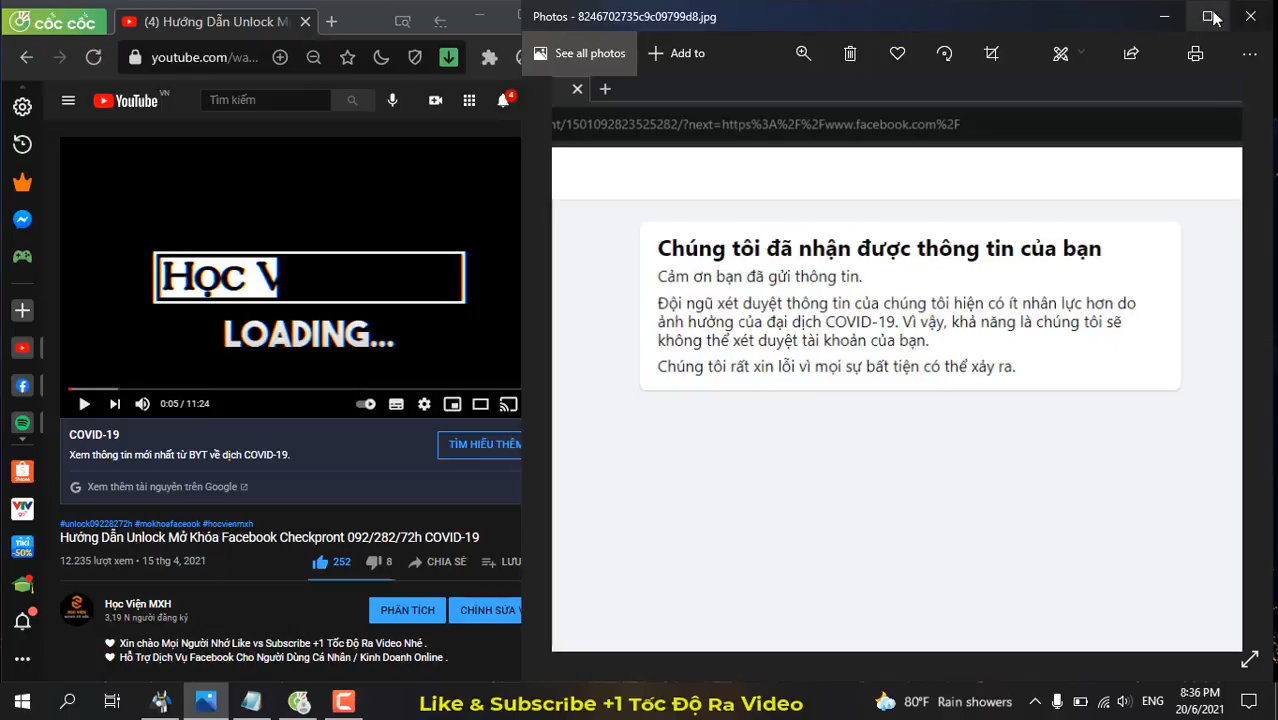 cốc cốc
(4) Hướng Dẫn Unlock M
youtube.com/wa...
YouTube VN
Tìm kiếm
4
Học V
LOADING...
0:05 / 11:24
COVID-19
Xem thông tin mới nhất từ BYT về dịch COVID-19.
TÌM HIỂU THÊM
Xem thêm tài nguyên trên Google
#unlock09228272h #mokhoafaceook #hocvienmxh
Hướng Dẫn Unlock Mở Khóa Facebook Checkpront 092/282/72h COVID-19
12.235 lượt xem • 15 thg 4, 2021
252
8
CHIA SẺ
LƯU
Học Viện MXH
3,19 N người đăng ký
PHÂN TÍCH
CHỈNH SỬA V
Xin chào Mọi Người Nhớ Like vs Subscribe +1 Tốc Độ Ra Video Nhé .
Hỗ Trợ Dịch Vụ Facebook Cho Người Dùng Cá Nhân / Kinh Doanh Online .
Shopee
VTV go
TIKI
-50%
Photos - 8246702735c9c09799d8.jpg
See all photos
Add to
nt/1501092823525282/?next=https%3A%2F%2Fwww.facebook.com%2F
Chúng tôi đã nhận được thông tin của bạn
Cảm ơn bạn đã gửi thông tin.
Đội ngũ xét duyệt thông tin của chúng tôi hiện có ít nhân lực hơn do
ảnh hưởng của đại dịch COVID-19. Vì vậy, khả năng là chúng tôi sẽ
không thể xét duyệt tài khoản của bạn.
Chúng tôi rất xin lỗi vì mọi sự bất tiện có thể xảy ra.
Like & Subscribe +1 Tốc Độ Ra Video
80°F Rain showers
ENG
8:36 PM
20/6/2021